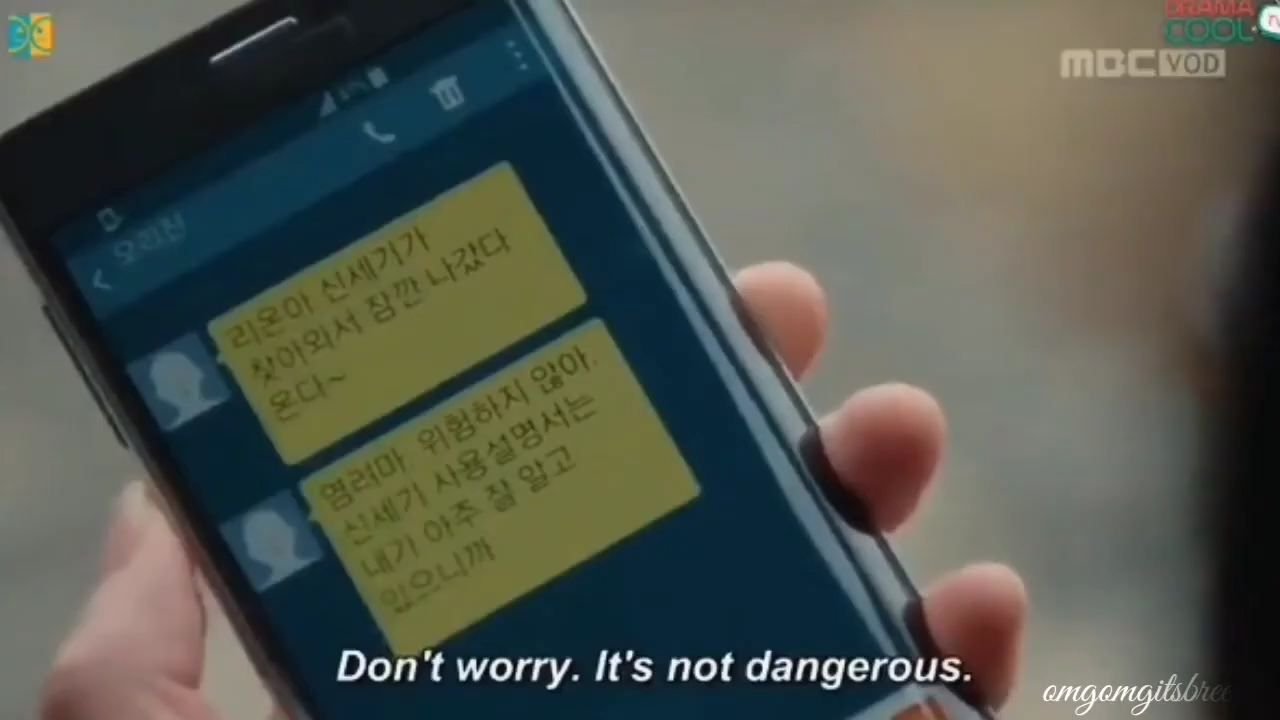 DRAMA
COOL
MBC VOD
오리진
리온아 신세기가
찾아와서 잠깐 나갔다
온다~
염려마 위험하지 않아.
신세기 사용설명서는
내가 아주 잘 알고
있으니까
Don't worry. It's not dangerous.
omgomgitsbree